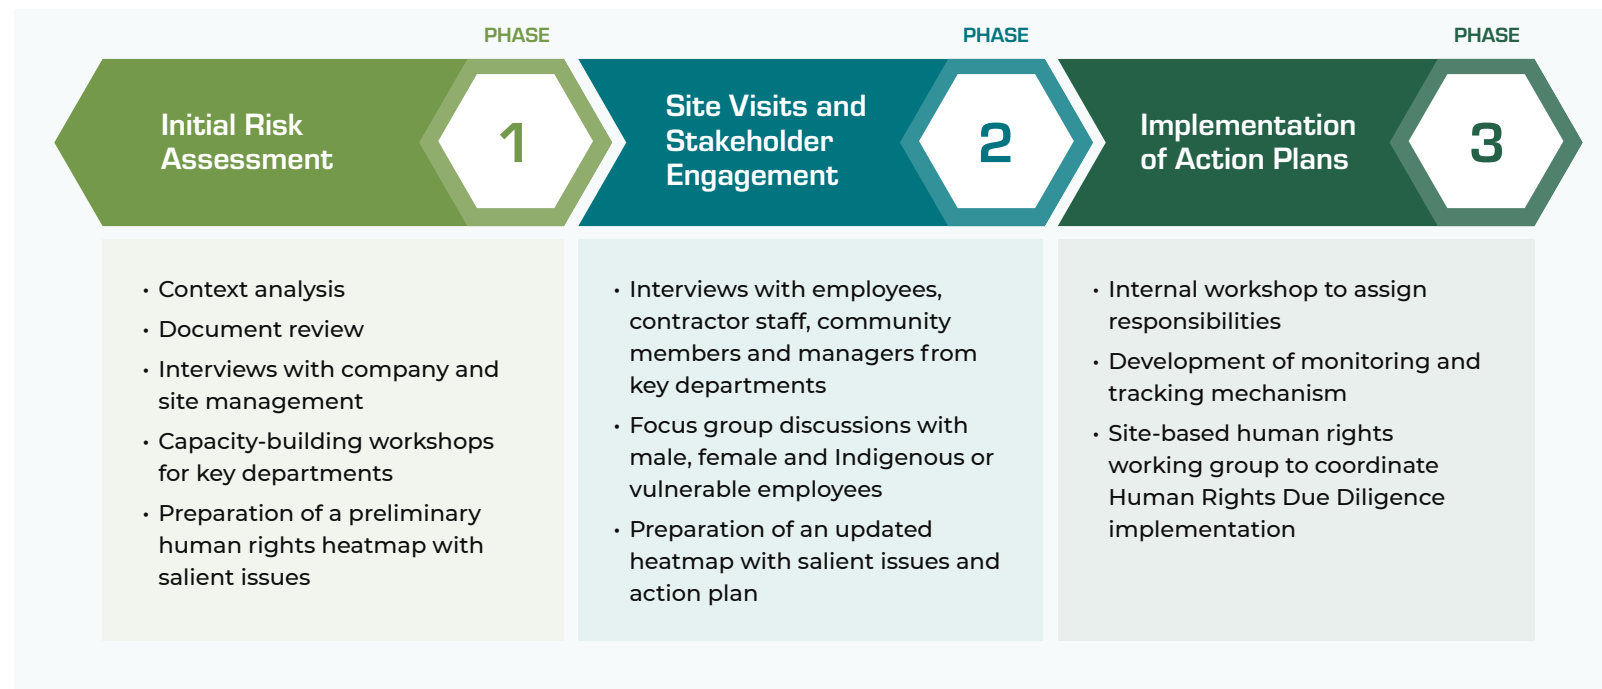 PHASE
Initial Risk
Assessment
1
• Context analysis
• Document review
• Interviews with company and
site management
• Capacity-building workshops
for key departments
• Preparation of a preliminary
human rights heatmap with
salient issues
PHASE
Site Visits and
Stakeholder
Engagement
2
• Interviews with employees,
contractor staff, community
members and managers from
key departments
• Focus group discussions with
male, female and Indigenous or
vulnerable employees
• Preparation of an updated
heatmap with salient issues and
action plan
PHASE
Implementation
of Action Plans
3
• Internal workshop to assign
responsibilities
• Development of monitoring and
tracking mechanism
• Site-based human rights
working group to coordinate
Human Rights Due Diligence
implementation